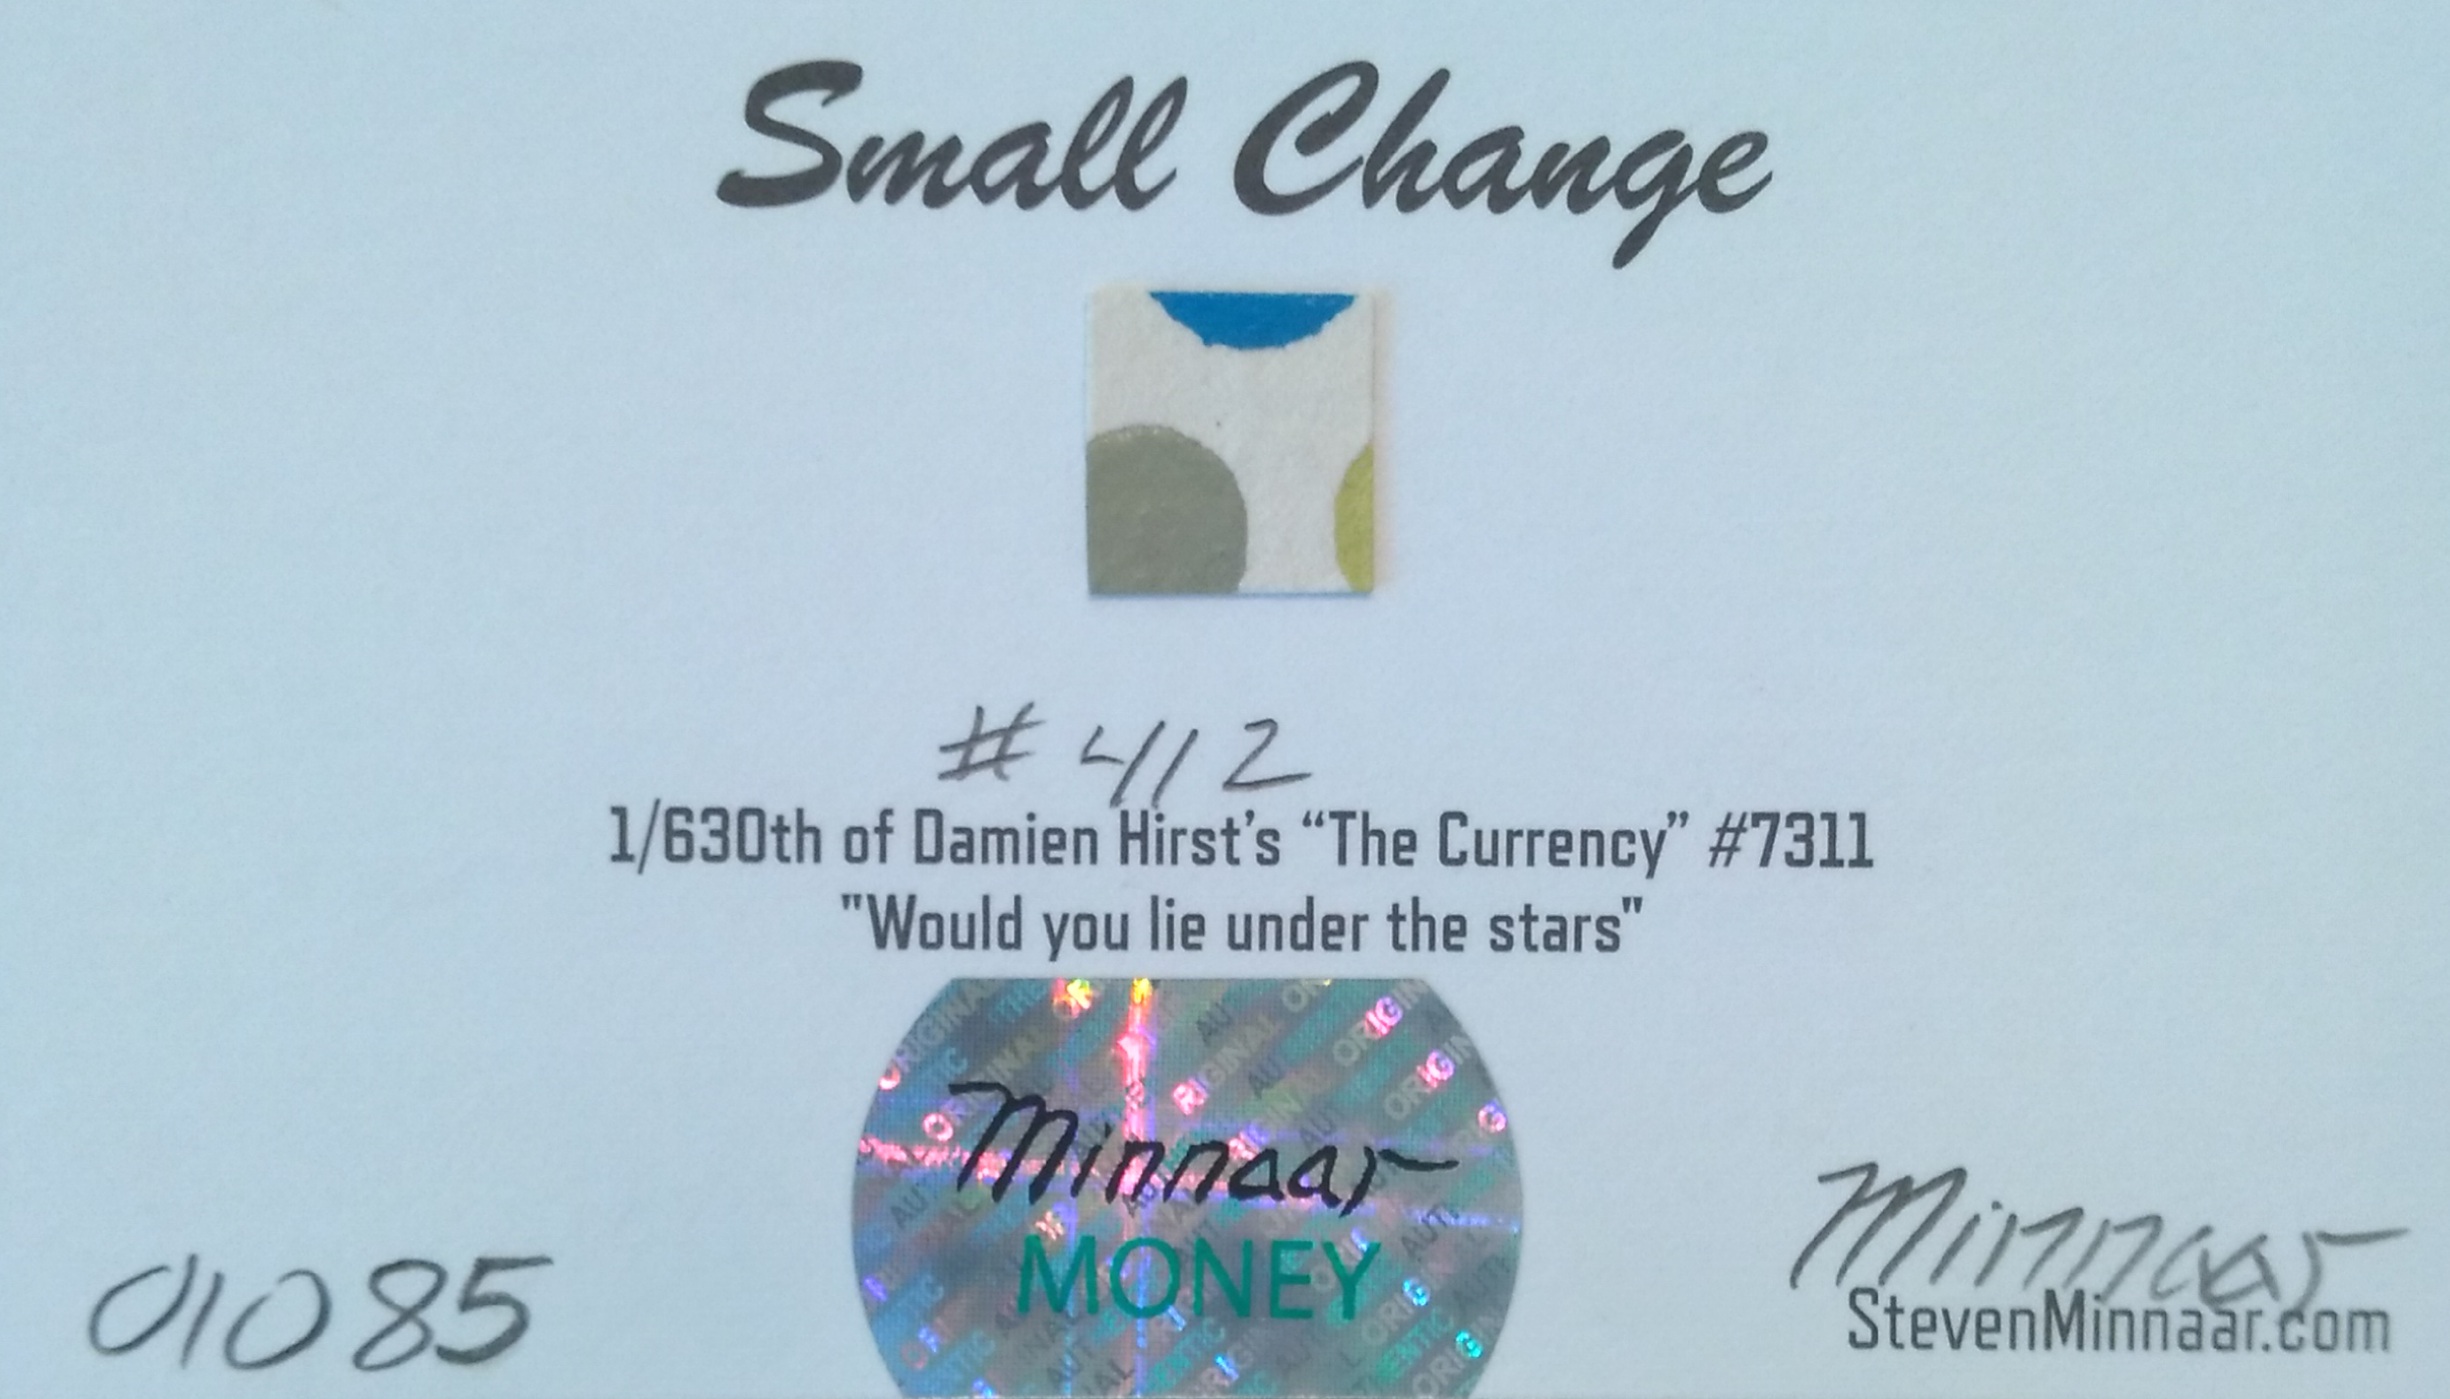 Small Change
# 412
1/630th of Damien Hirst's “The Currency” #7311
"Would you lie under the stars"
Minnaar
MONEY
01085
Minnaar
StevenMinnaar.com